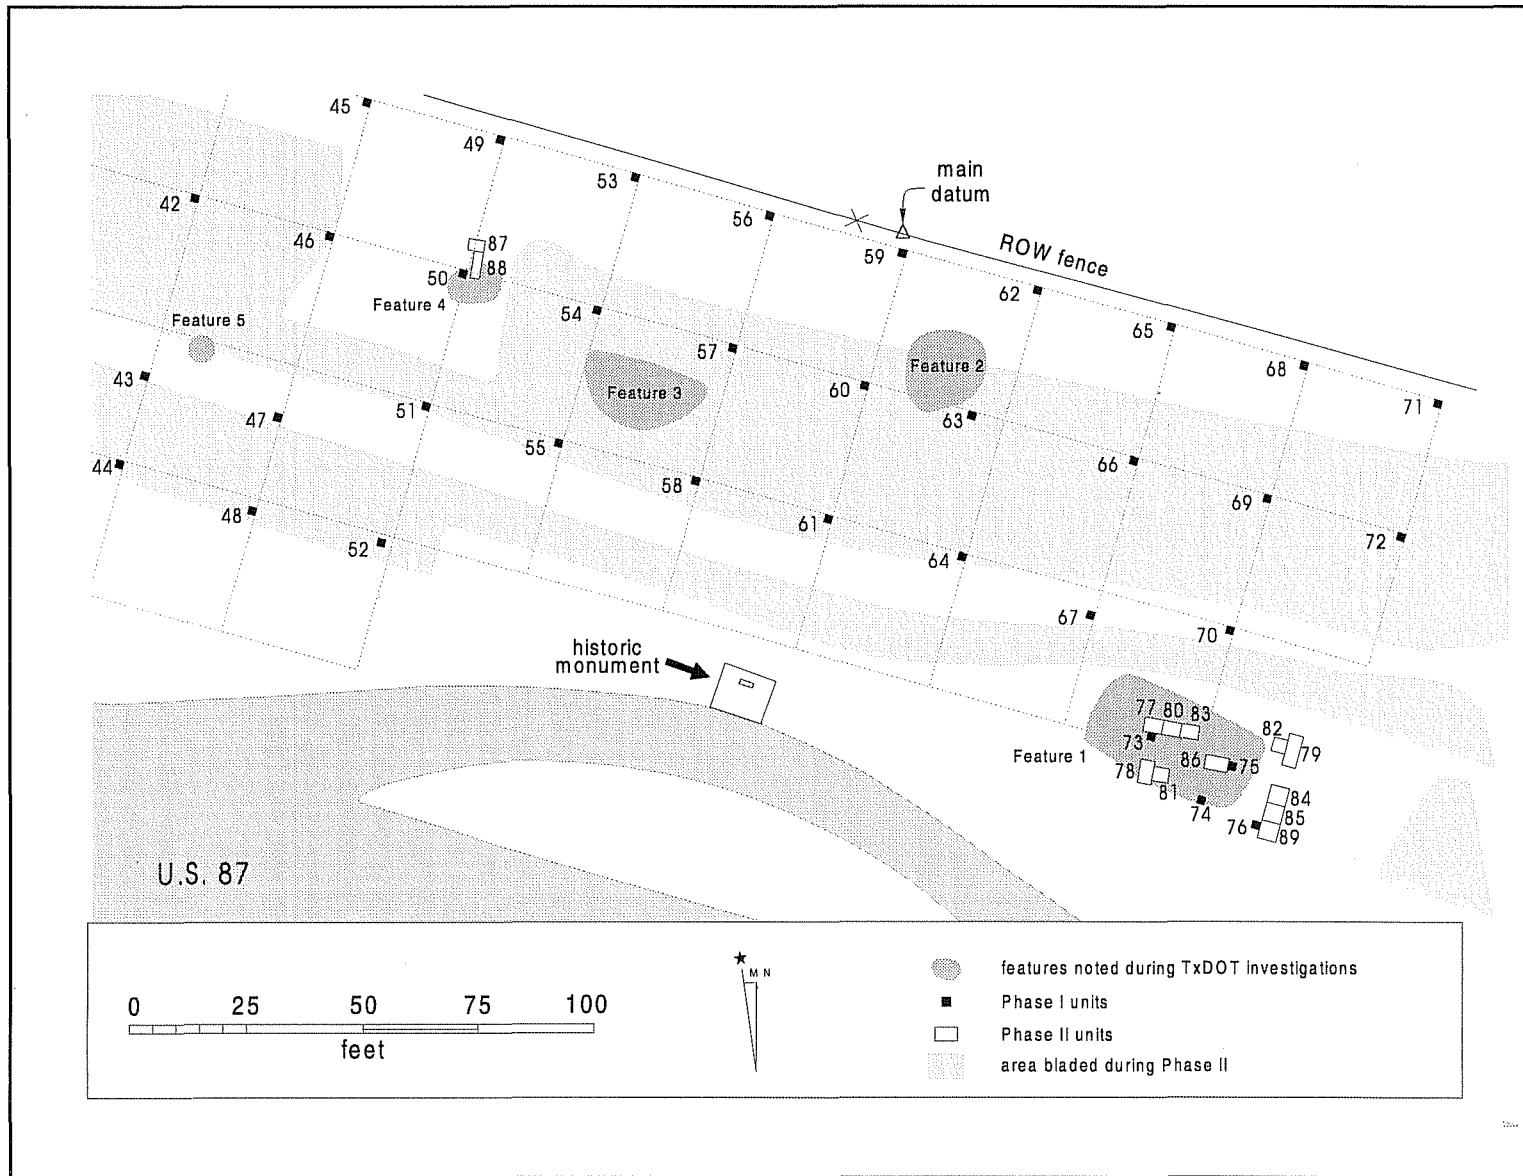 45
49
53
main
datum
42
56
46
87
59
ROW fence
50
88
62
Feature 4
Feature 5
54
65
57
Feature 2
68
43
60
Feature 3
51
63
71
47
55
66
44
58
69
48
61
72
52
64
67
70
historic
monument
77 80 83
73
82
79
Feature 1
86
75
78
81
84
74
85
76
89
U.S. 87
features noted during TxDOT investigations
M N
Phase I units
0 25 50 75 100
Phase II units
feet
area bladed during Phase II